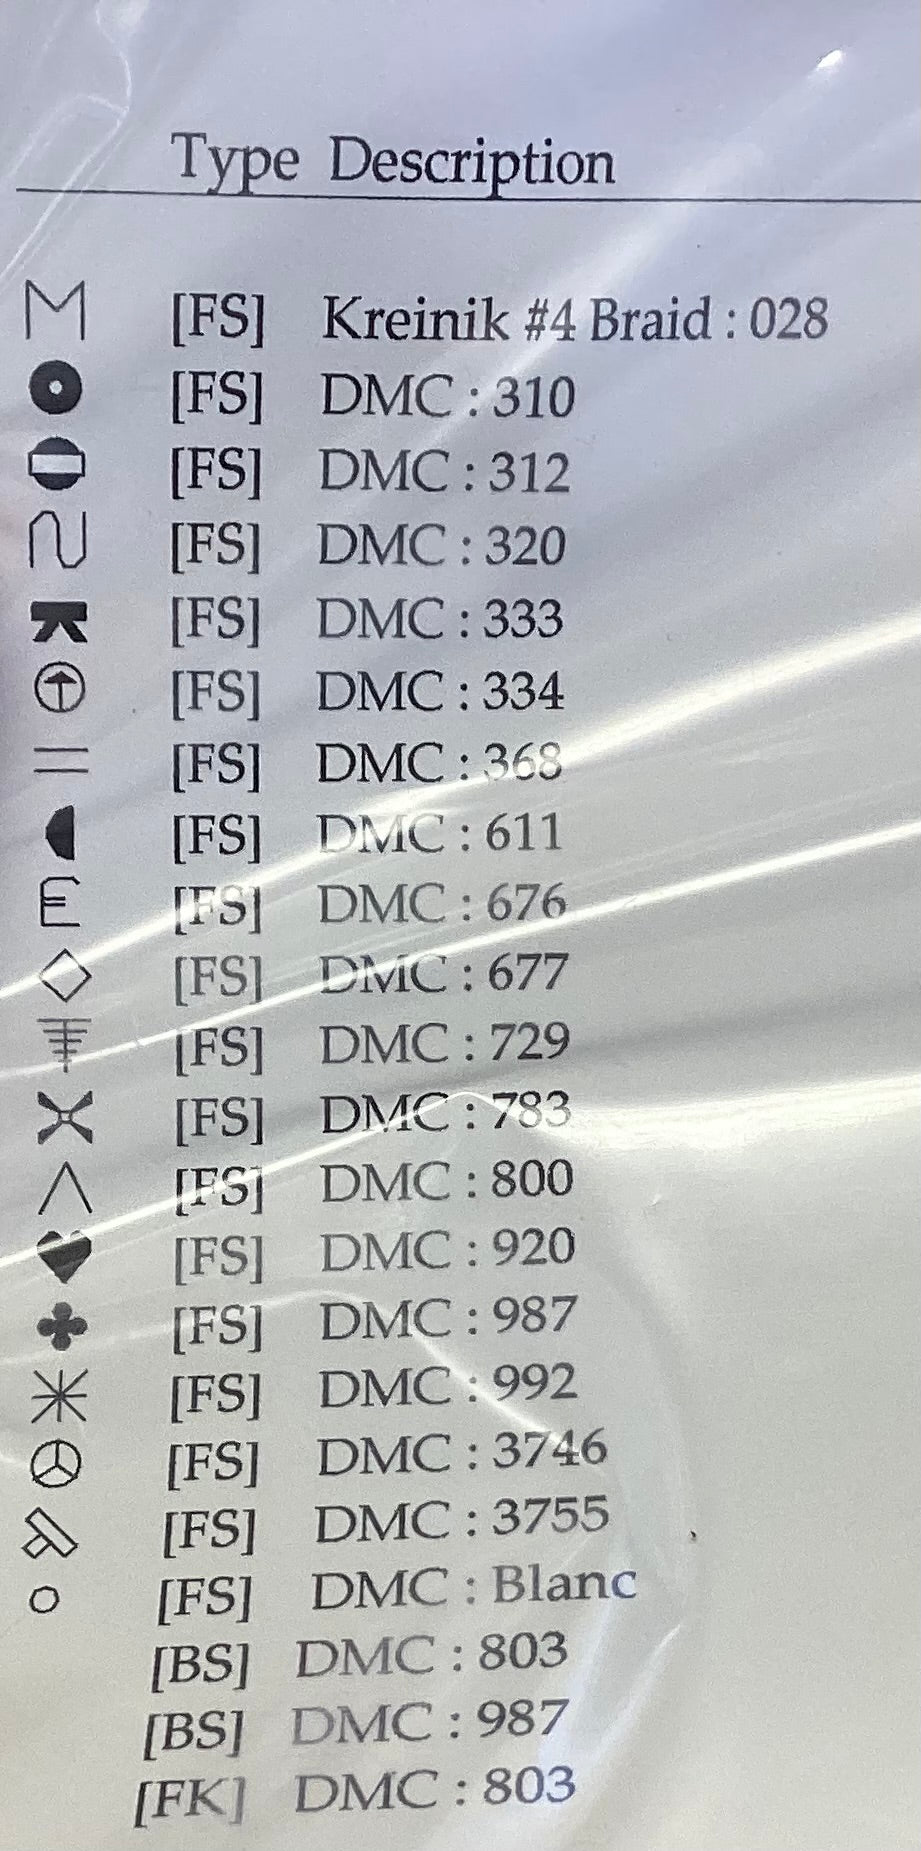 Type Description
[FS] Kreinik #4 Braid : 028
[FS] DMC : 310
[FS] DMC : 312
[FS] DMC : 320
[FS] DMC : 333
[FS] DMC : 334
[FS] DMC : 368
[FS] DMC : 611
[FS] DMC : 676
[FS] DMC : 677
[FS] DMC : 729
[FS] DMC : 783
[FS] DMC : 800
[FS] DMC : 920
[FS] DMC : 987
[FS] DMC : 992
[FS] DMC : 3746
[FS] DMC : 3755
[FS] DMC : Blanc
[BS] DMC : 803
[BS] DMC : 987
[FK] DMC : 803